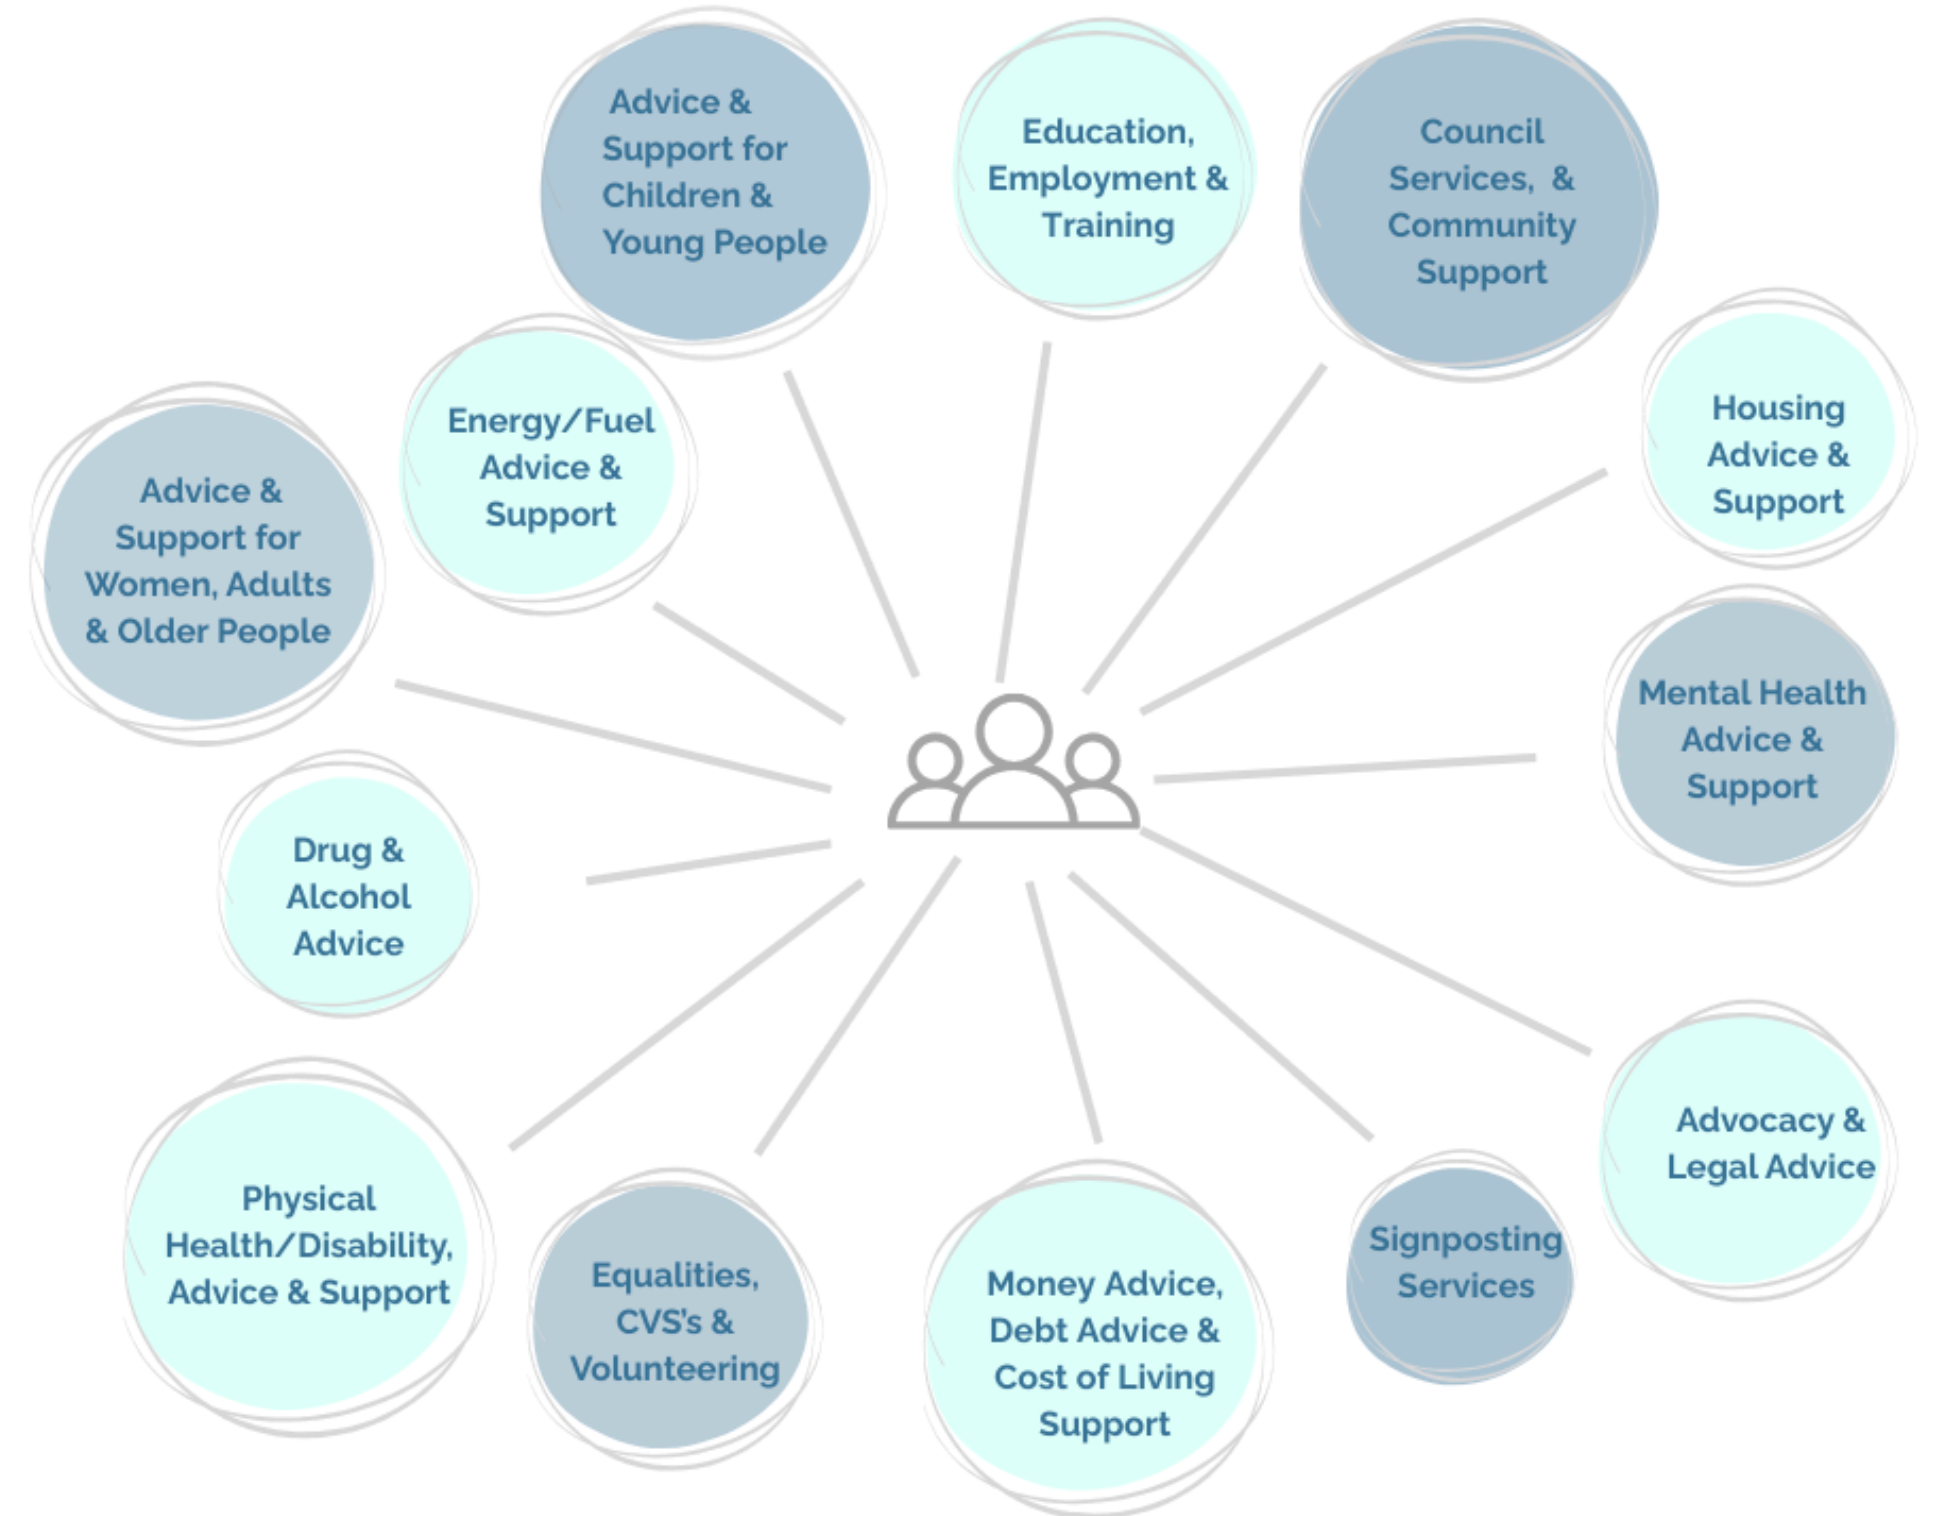 Advice &
Support for
Children &
Young People
Education,
Employment &
Training
Council
Services, &
Community
Support
Energy/Fuel
Advice &
Support
Housing
Advice &
Support
Advice &
Support for
Women, Adults
& Older People
Mental Health
Advice &
Support
Drug &
Alcohol
Advice
Advocacy &
Legal Advice
Physical
Health/Disability,
Advice & Support
Equalities,
CVS's &
Volunteering
Money Advice,
Debt Advice &
Cost of Living
Support
Signposting
Services